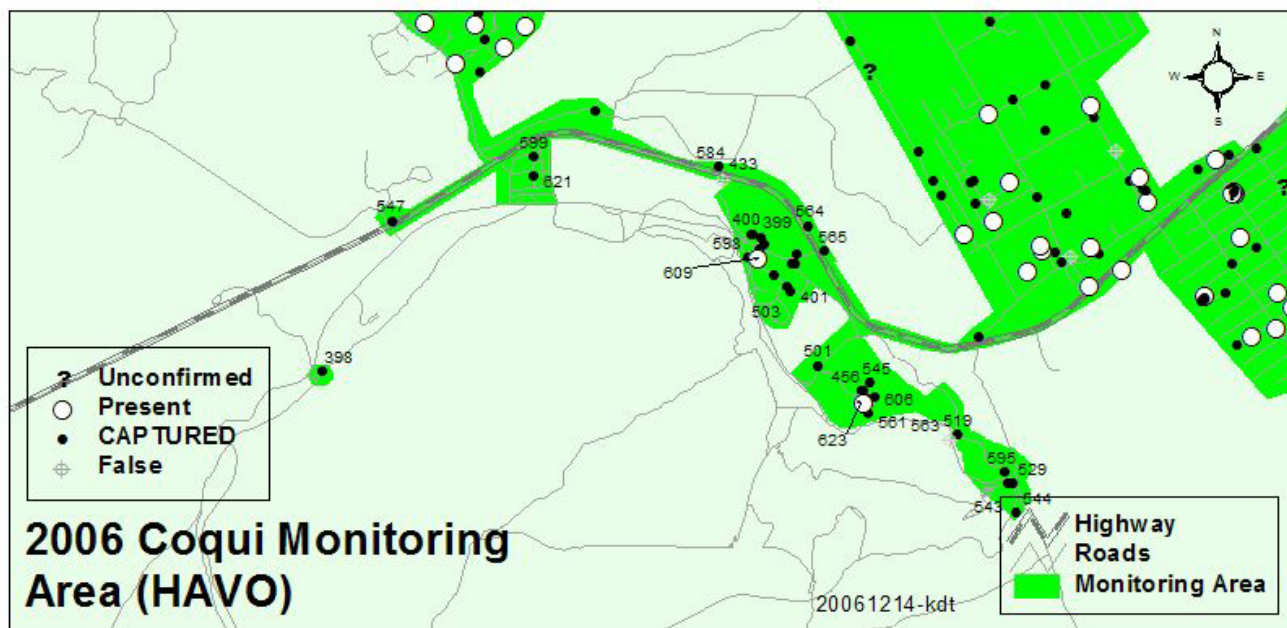 N
W E
S
?
?
?
599
621
584
433
547
400 399
564
565
598
609
401
503
398
501
545
456
606
561
623
563 519
595
529
543 544
? Unconfirmed
Present
CAPTURED
False
2006 Coqui Monitoring
Area (HAVO)
20061214-kdt
Highway
Roads
Monitoring Area